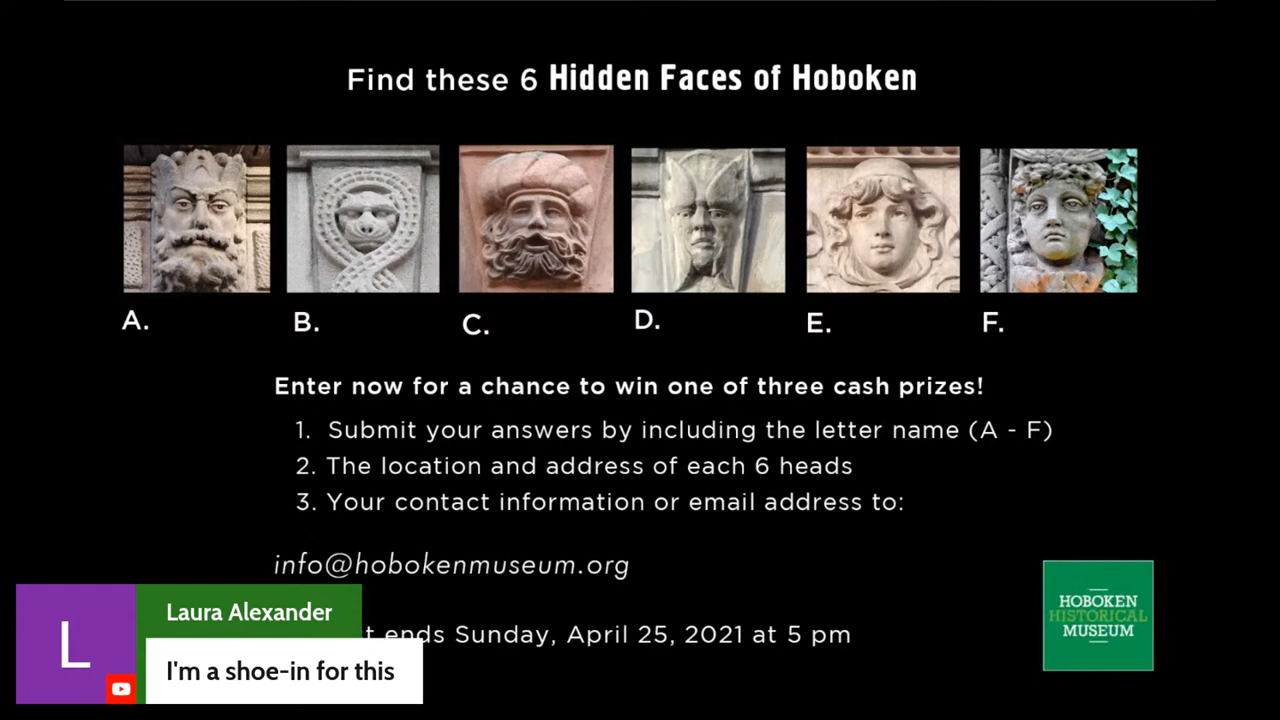 Find these 6 Hidden Faces of Hoboken
A.
B.
C.
D.
E.
F.
Enter now for a chance to win one of three cash prizes!
1. Submit your answers by including the letter name (A - F)
2. The location and address of each 6 heads
3. Your contact information or email address to:
info@hobokenmuseum.org
ends Sunday, April 25, 2021 at 5 pm
HOBOKEN
HISTORICAL
MUSEUM
L
Laura Alexander
I'm a shoe-in for this